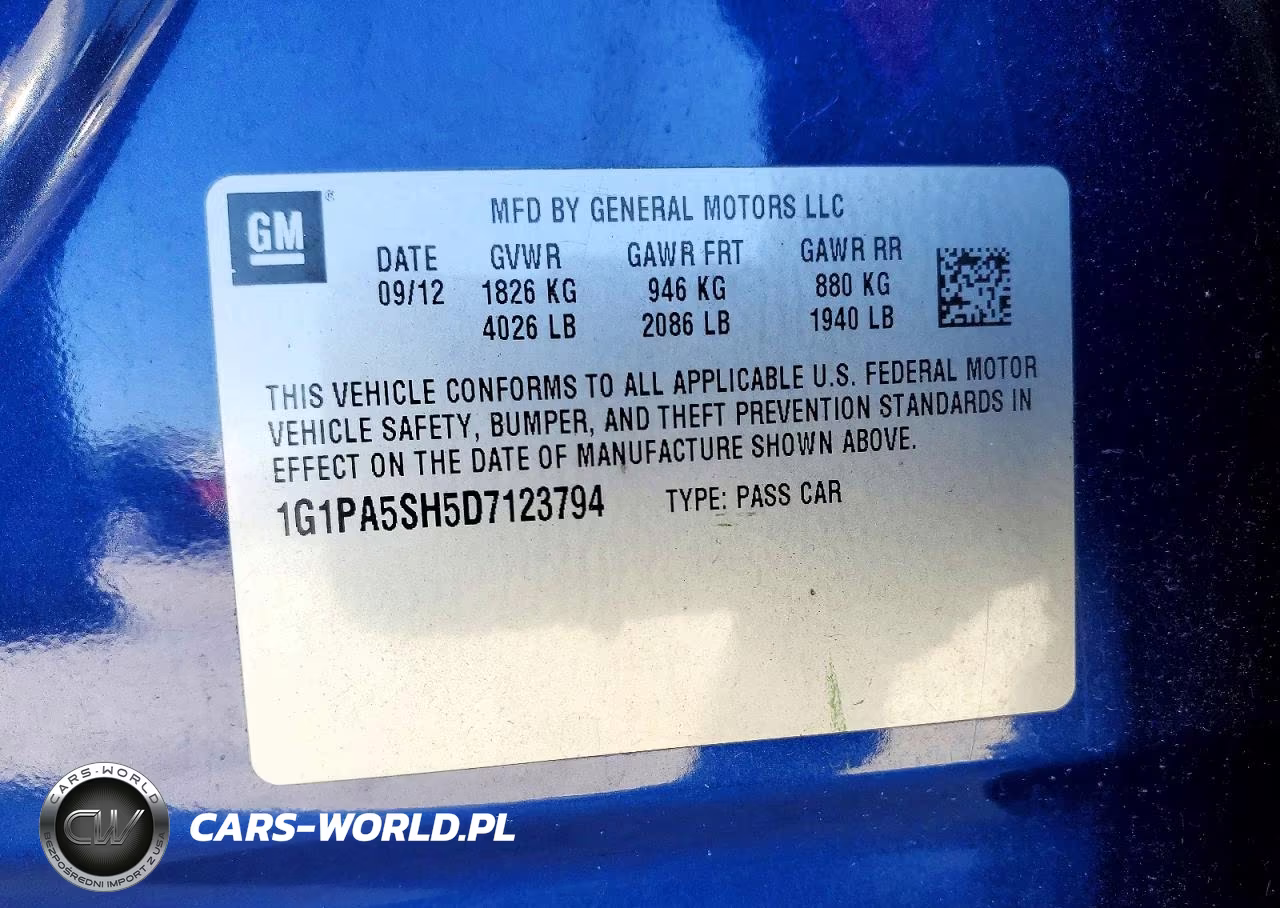 GM ®
MFD BY GENERAL MOTORS LLC
DATE GVWR GAWR FRT GAWR RR
09/12 1826 KG 946 KG 880 KG
4026 LB 2086 LB 1940 LB
THIS VEHICLE CONFORMS TO ALL APPLICABLE U.S. FEDERAL MOTOR
VEHICLE SAFETY, BUMPER, AND THEFT PREVENTION STANDARDS IN
EFFECT ON THE DATE OF MANUFACTURE SHOWN ABOVE.
1G1PA5SH5D7123794 TYPE: PASS CAR
CARS-WORLD
CW
BEZPOŚREDNI IMPORT Z USA
CARS-WORLD.PL